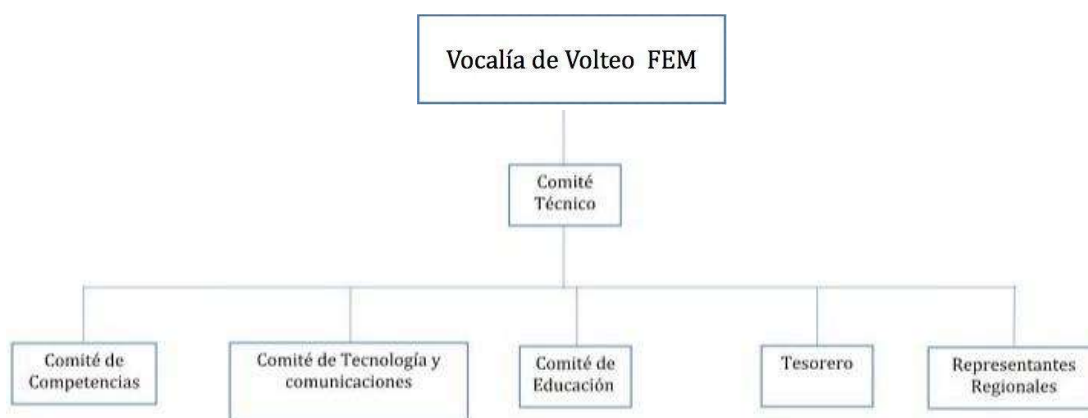 Vocalía de Volteo FEM
Comité
Técnico
Comité de
Competencias
Comité de Tecnología y
comunicaciones
Comité de
Educación
Tesorero
Representantes
Regionales